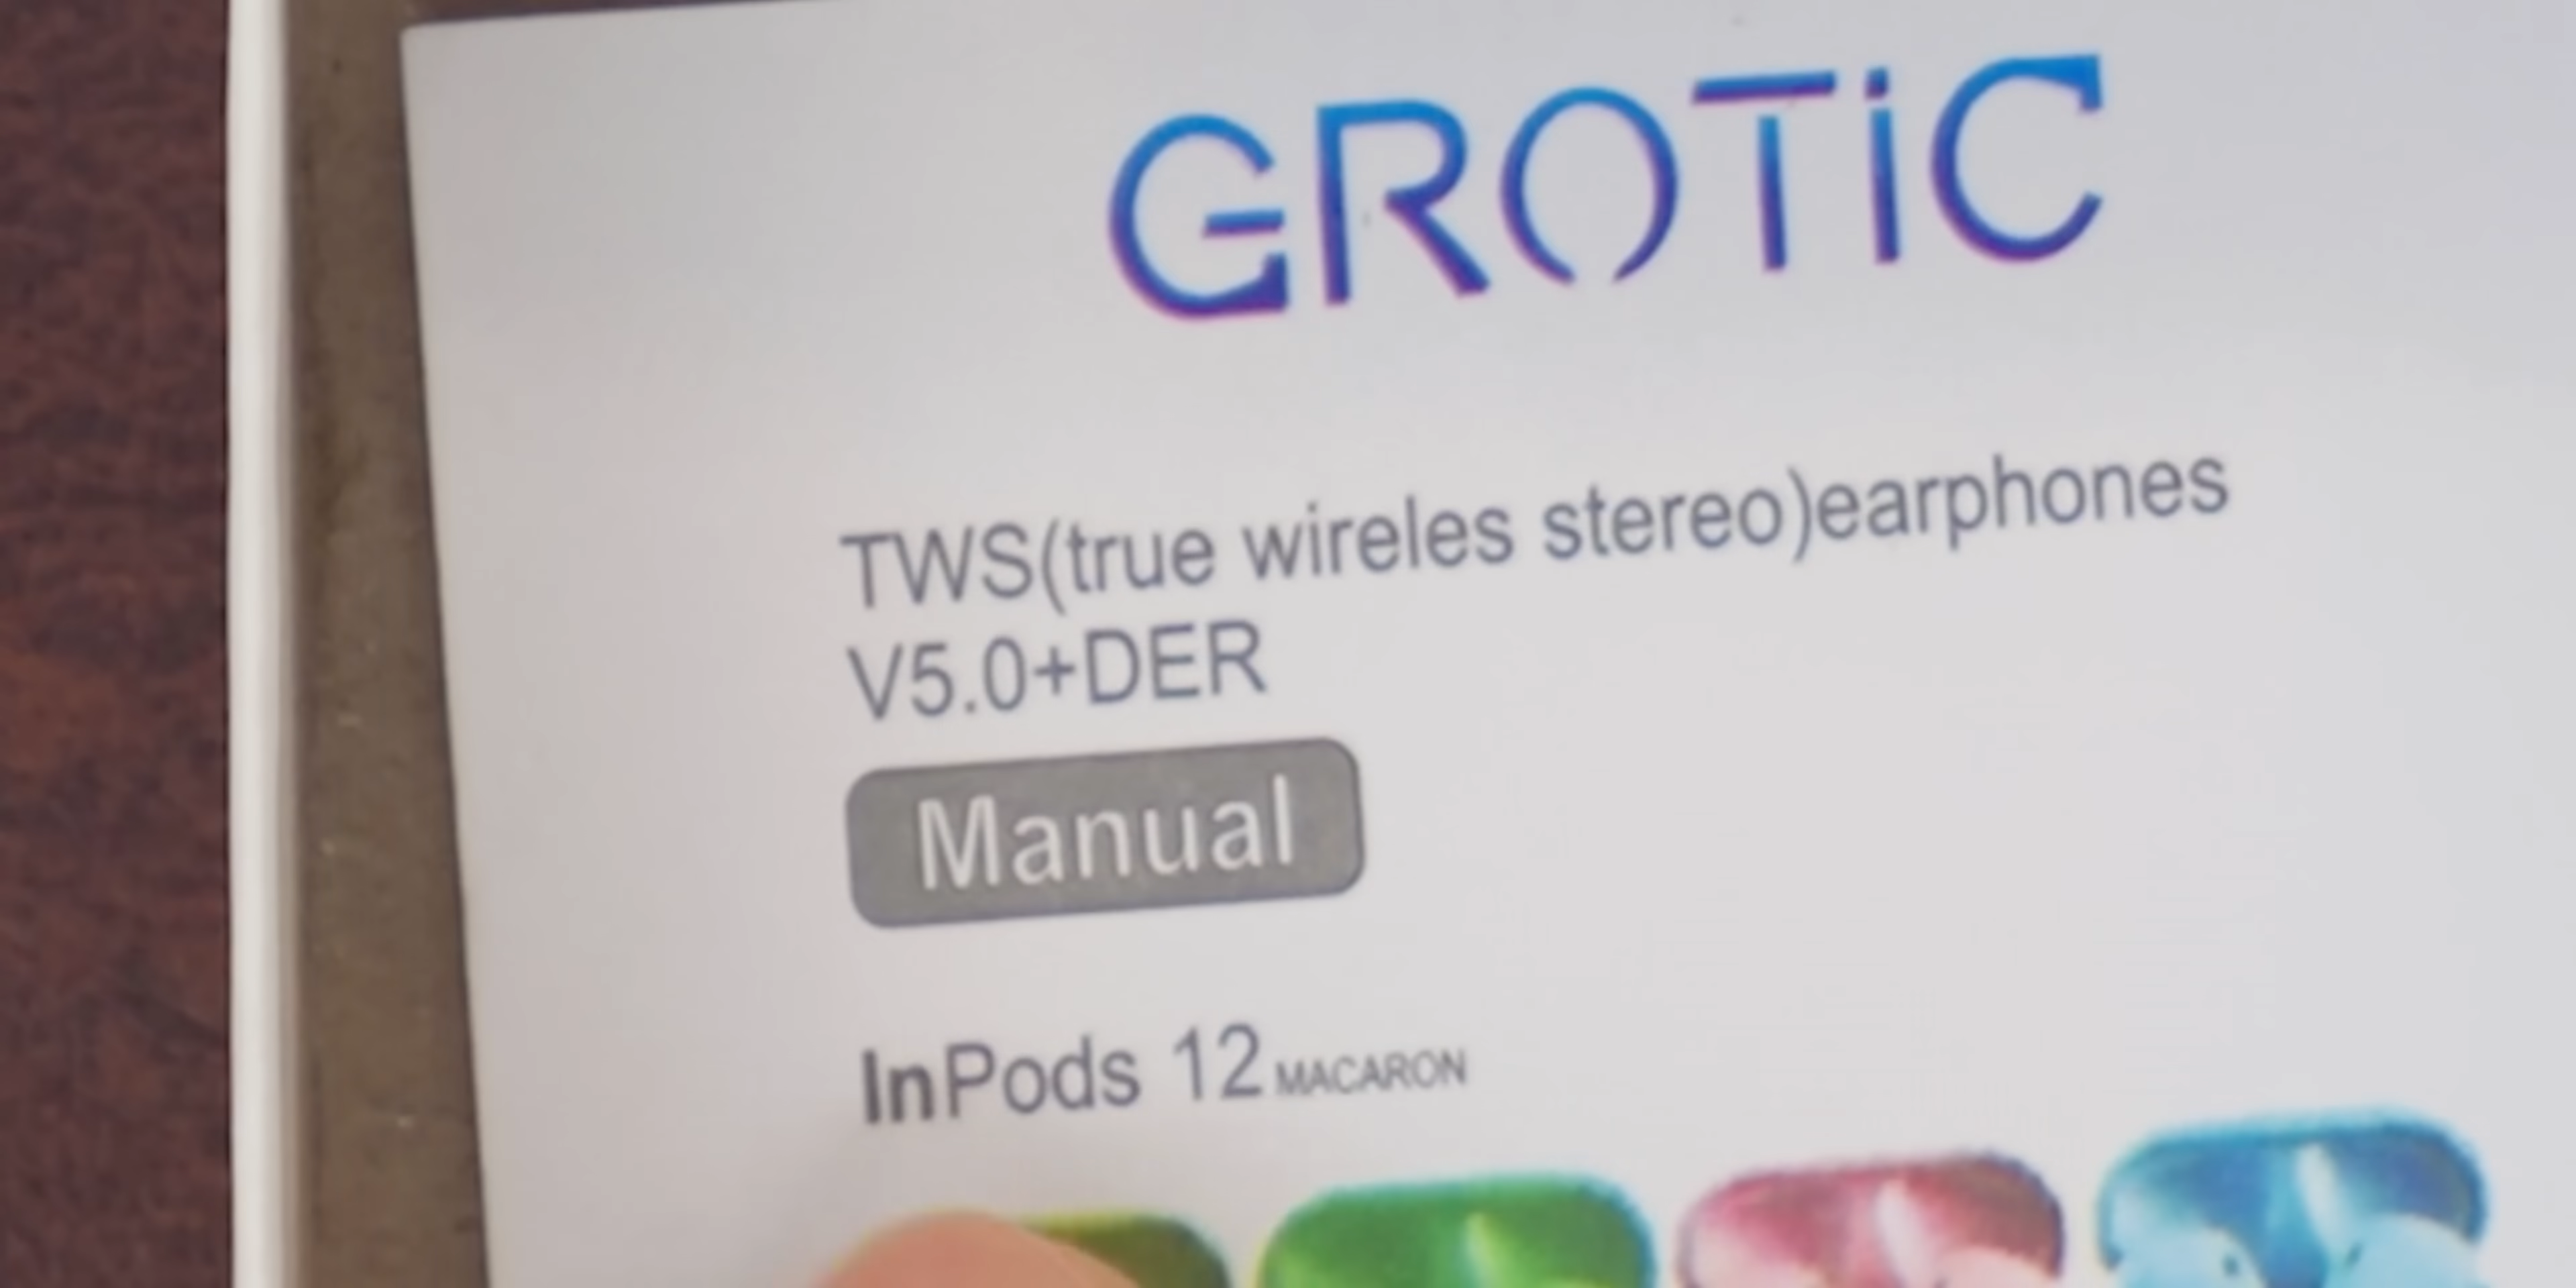 GROTiC
TWS(true wireles stereo)earphones
V5.0+DER
Manual
InPods 12 MACARON